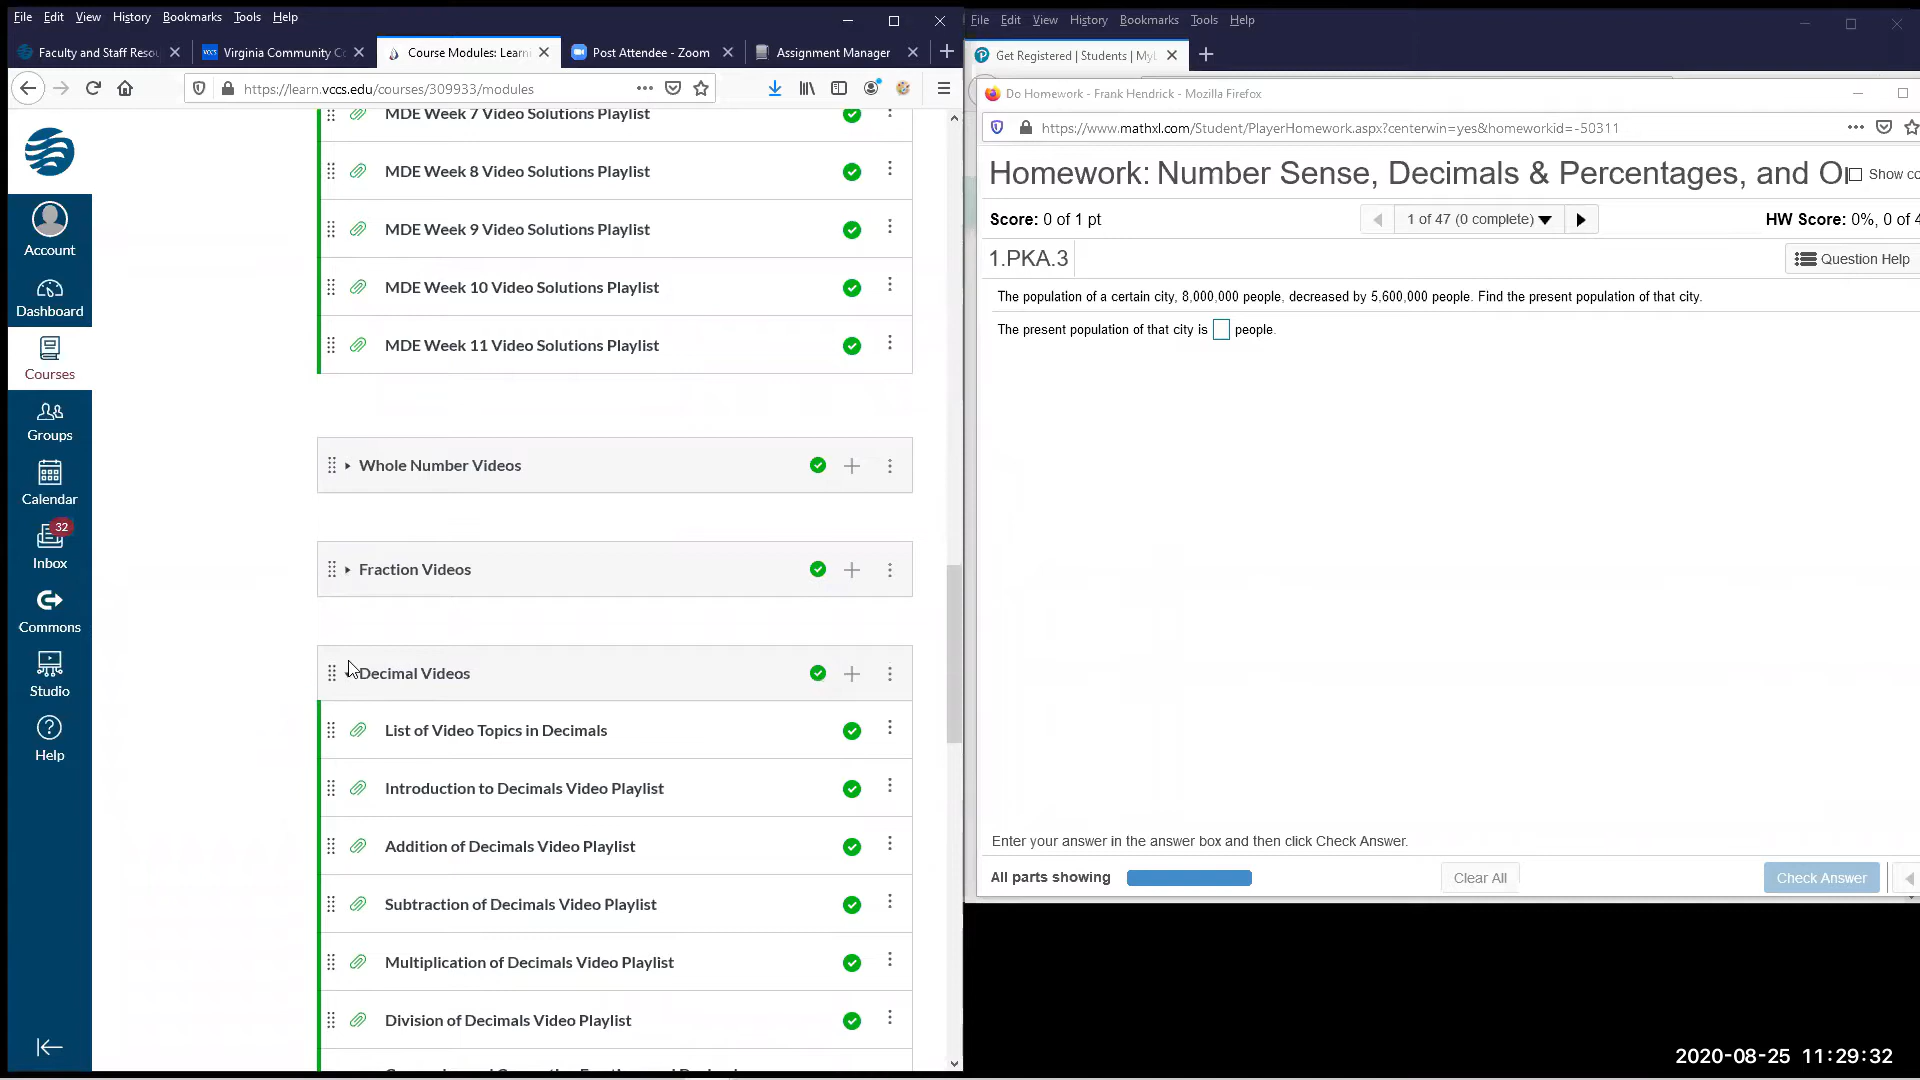 File Edit View History Bookmarks Tools Help
Faculty and Staff Resou
Virginia Community Co
Course Modules: Learn
Post Attendee - Zoom
Assignment Manager
https://learn.vccs.edu/courses/309933/modules
Account
Dashboard
Courses
Groups
Calendar
32
Inbox
Commons
Studio
Help
MDE Week 7 Video Solutions Playlist
MDE Week 8 Video Solutions Playlist
MDE Week 9 Video Solutions Playlist
MDE Week 10 Video Solutions Playlist
MDE Week 11 Video Solutions Playlist
Whole Number Videos
Fraction Videos
Decimal Videos
List of Video Topics in Decimals
Introduction to Decimals Video Playlist
Addition of Decimals Video Playlist
Subtraction of Decimals Video Playlist
Multiplication of Decimals Video Playlist
Division of Decimals Video Playlist
File Edit View History Bookmarks Tools Help
Get Registered | Students | MyL
Do Homework - Frank Hendrick - Mozilla Firefox
https://www.mathxl.com/Student/PlayerHomework.aspx?centerwin=yes&homeworkid=-50311
Homework: Number Sense, Decimals & Percentages, and Or
Show co
Score: 0 of 1 pt
1 of 47 (0 complete)
HW Score: 0%, 0 of 4
1.PKA.3
Question Help
The population of a certain city, 8,000,000 people, decreased by 5,600,000 people. Find the present population of that city.
The present population of that city is people.
Enter your answer in the answer box and then click Check Answer.
All parts showing
Clear All
Check Answer
2020-08-25 11:29:32